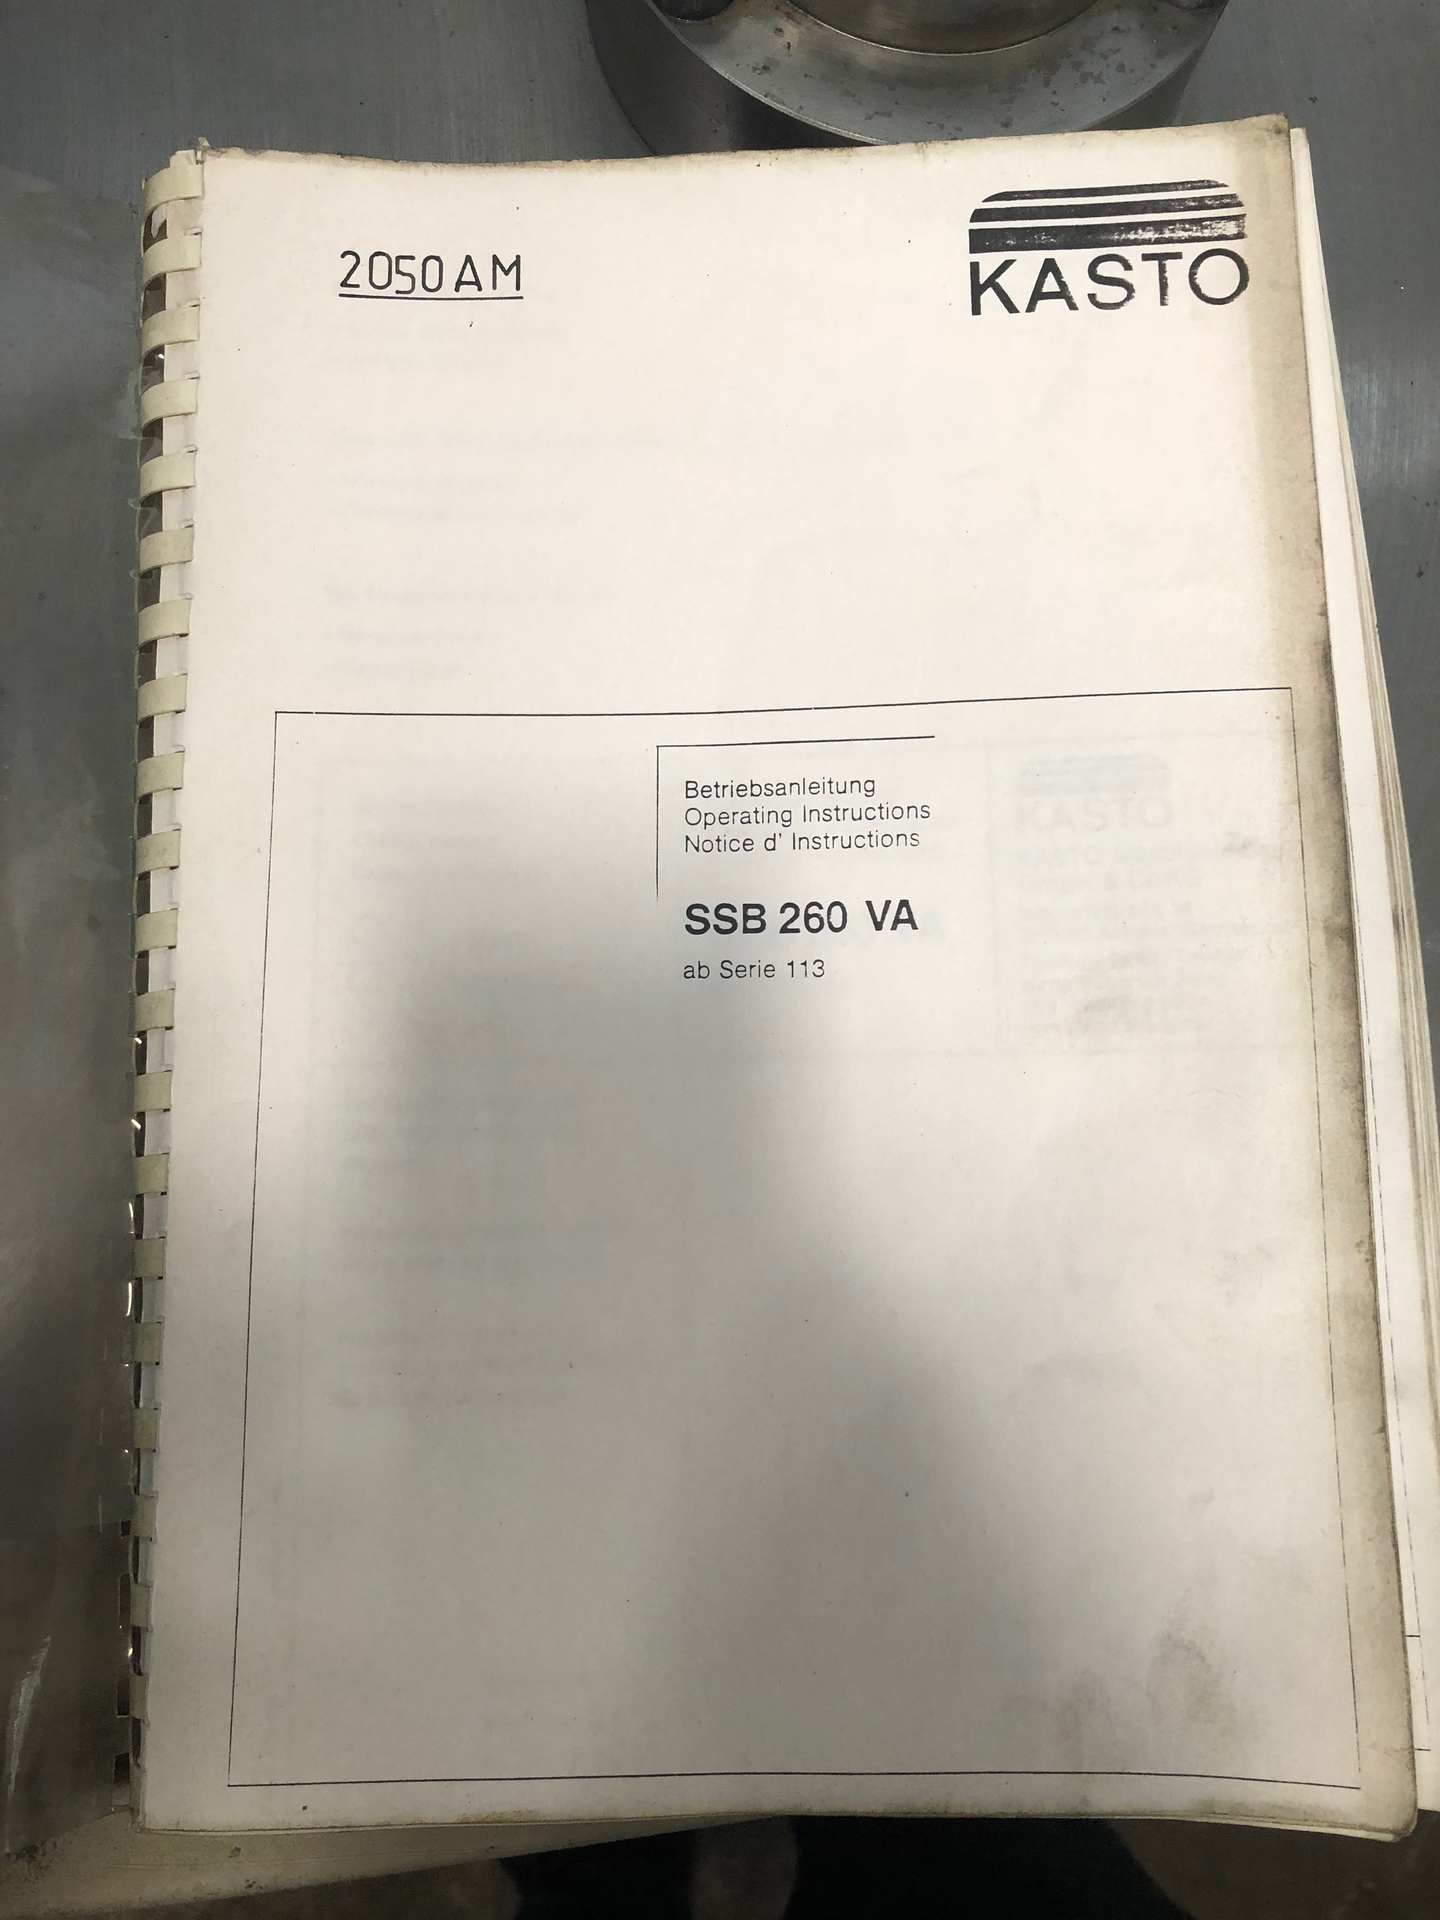 2050AM
KASTO
Betriebsanleitung
Operating Instructions
Notice d' Instructions
SSB 260 VA
ab Serie 113